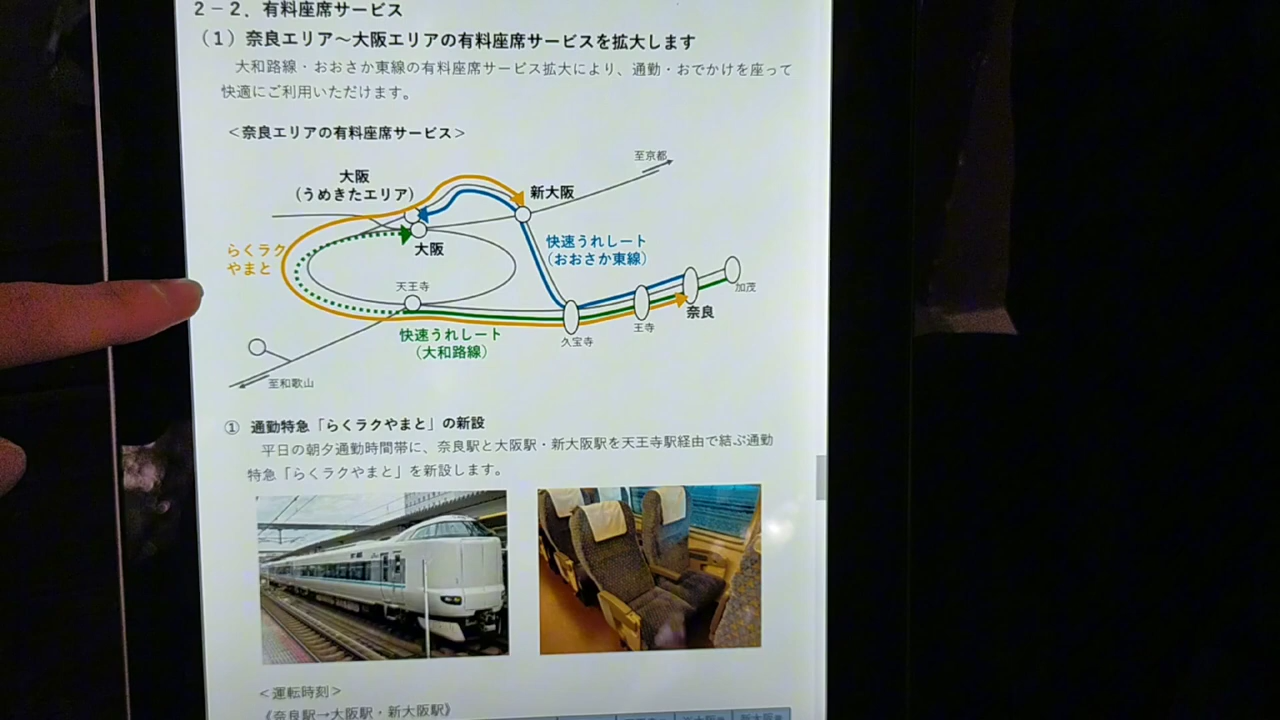 2－2．有料座席サービス
（1）奈良エリア～大阪エリアの有料座席サービスを拡大します
大和路線・おおさか東線の有料座席サービス拡大により、通勤・おでかけを座って
快適にご利用いただけます。
＜奈良エリアの有料座席サービス＞
至京都
大阪
（うめきたエリア）
新大阪
らくラク
やまと
大阪
快速うれしート
（おおさか東線）
天王寺
加茂
奈良
王寺
久宝寺
快速うれしート
（大和路線）
至和歌山
① 通勤特急「らくラクやまと」の新設
平日の朝夕通勤時間帯に、奈良駅と大阪駅・新大阪駅を天王寺駅経由で結ぶ通勤
特急「らくラクやまと」を新設します。
＜運転時刻＞
《奈良駅→大阪駅・新大阪駅》